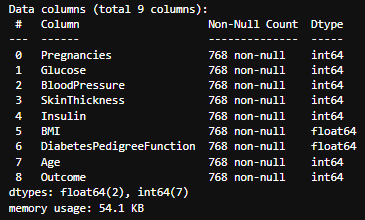 Data columns (total 9 columns):
 #   Column                    Non-Null Count  Dtype
---  ------                    --------------  -----
 0   Pregnancies               768 non-null    int64
 1   Glucose                   768 non-null    int64
 2   BloodPressure             768 non-null    int64
 3   SkinThickness             768 non-null    int64
 4   Insulin                   768 non-null    int64
 5   BMI                       768 non-null    float64
 6   DiabetesPedigreeFunction  768 non-null    float64
 7   Age                       768 non-null    int64
 8   Outcome                   768 non-null    int64
dtypes: float64(2), int64(7)
memory usage: 54.1 KB